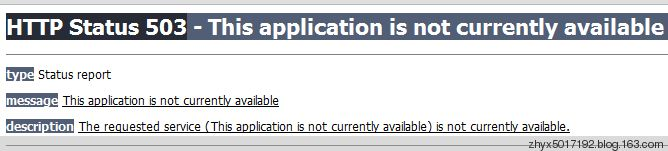 HTTP Status 503 - This application is not currently available
type Status report
message This application is not currently available
description The requested service (This application is not currently available) is not currently available.
zhyx5017192.blog.163.com